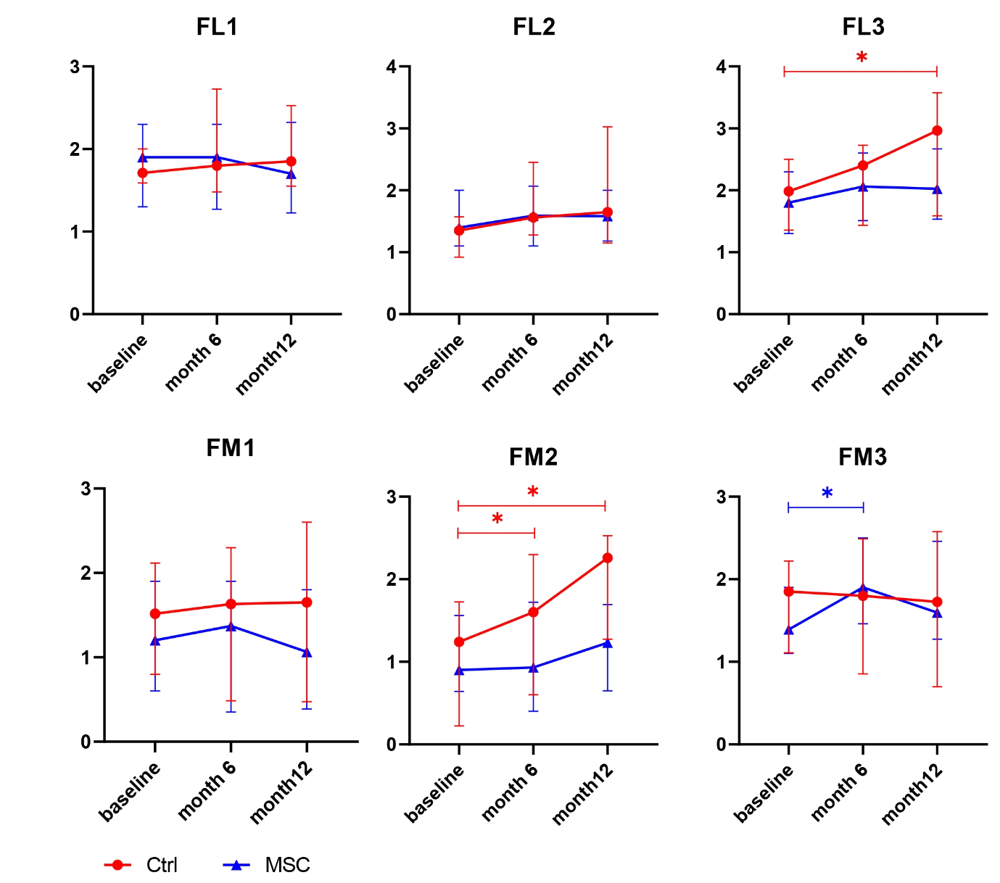 FL1
3
2
1
0
baseline
month 6
month12
FL2
4
3
2
1
0
baseline
month 6
month12
FL3
*
4
3
2
1
0
baseline
month 6
month12
FM1
3
2
1
0
baseline
month 6
month12
FM2
*
*
3
2
1
0
baseline
month 6
month12
FM3
*
3
2
1
0
baseline
month 6
month12
Ctrl MSC